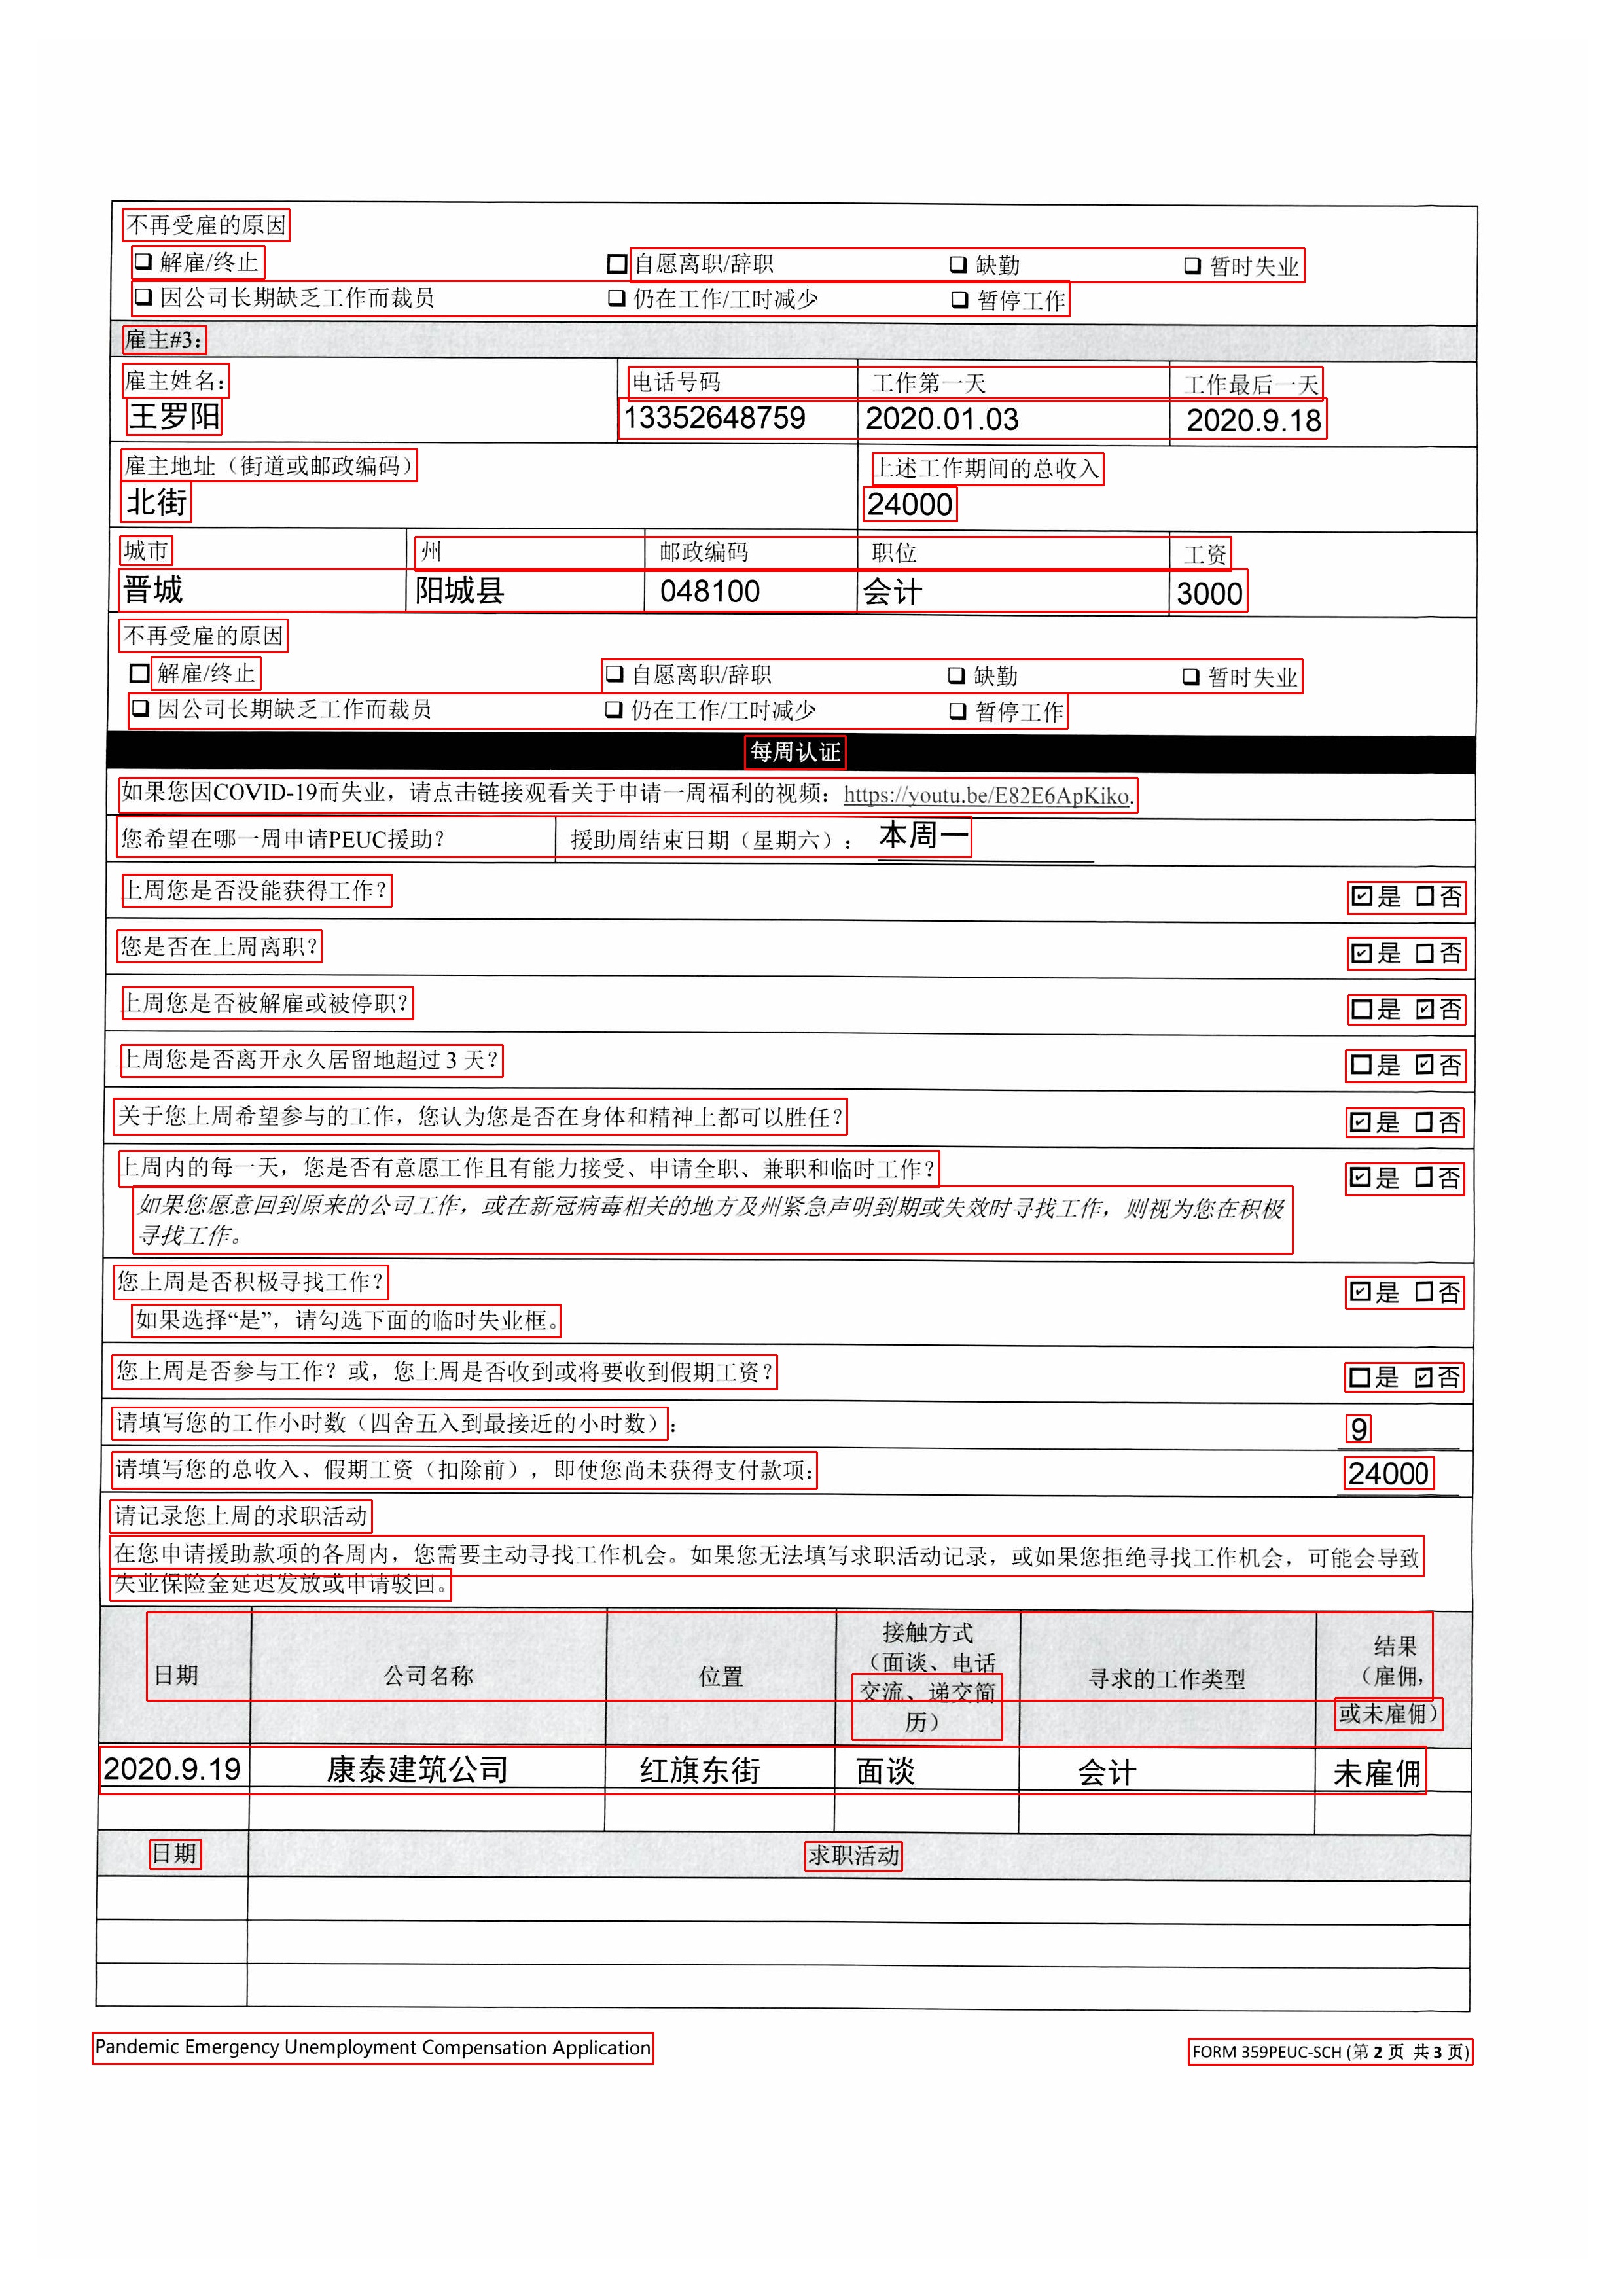 不再受雇的原因
❑ 解雇/终止 ☐ 自愿离职/辞职 ❑ 缺勤 ❑ 暂时失业
❑ 因公司长期缺乏工作而裁员 ❑ 仍在工作/工时减少 ❑ 暂停工作
雇主#3:
雇主姓名: 电话号码 工作第一天 工作最后一天
王罗阳 13352648759 2020.01.03 2020.9.18
雇主地址（街道或邮政编码） 上述工作期间的总收入
北街 24000
城市 州 邮政编码 职位 工资
晋城 阳城县 048100 会计 3000
不再受雇的原因
☐ 解雇/终止 ❑ 自愿离职/辞职 ❑ 缺勤 ❑ 暂时失业
❑ 因公司长期缺乏工作而裁员 ❑ 仍在工作/工时减少 ❑ 暂停工作
每周认证
如果您因COVID-19而失业，请点击链接观看关于申请一周福利的视频：https://youtu.be/E82E6ApKiko.
您希望在哪一周申请PEUC援助？ 援助周结束日期（星期六）： 本周一
上周您是否没能获得工作？ ☑是 ☐否
您是否在上周离职？ ☑是 ☐否
上周您是否被解雇或被停职？ ☐是 ☑否
上周您是否离开永久居留地超过 3 天？ ☐是 ☑否
关于您上周希望参与的工作，您认为您是否在身体和精神上都可以胜任？ ☑是 ☐否
上周内的每一天，您是否有意愿工作且有能力接受、申请全职、兼职和临时工作？ ☑是 ☐否
如果您愿意回到原来的公司工作，或在新冠病毒相关的地方及州紧急声明到期或失效时寻找工作，则视为您在积极
寻找工作。
您上周是否积极寻找工作？ ☑是 ☐否
如果选择“是”，请勾选下面的临时失业框。
您上周是否参与工作？或，您上周是否收到或将要收到假期工资？ ☐是 ☑否
请填写您的工作小时数（四舍五入到最接近的小时数）： 9
请填写您的总收入、假期工资（扣除前），即使您尚未获得支付款项: 24000
请记录您上周的求职活动
在您申请援助款项的各周内，您需要主动寻找工作机会。如果您无法填写求职活动记录，或如果您拒绝寻找工作机会，可能会导致
失业保险金延迟发放或申请驳回。
日期 公司名称 位置 接触方式 寻求的工作类型 结果
（面谈、电话 （雇佣，
交流、递交简 或未雇佣）
历）
2020.9.19 康泰建筑公司 红旗东街 面谈 会计 未雇佣
日期 求职活动
Pandemic Emergency Unemployment Compensation Application FORM 359PEUC-SCH (第 2 页 共 3 页)